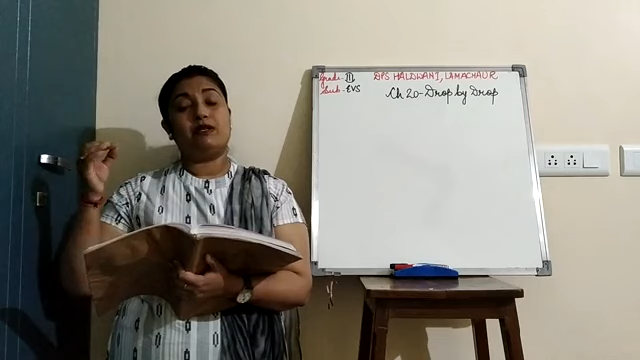 Grade- III DPS HALDWANI, LAMACHAUR
Sub- EVS Ch 20- Drop by Drop